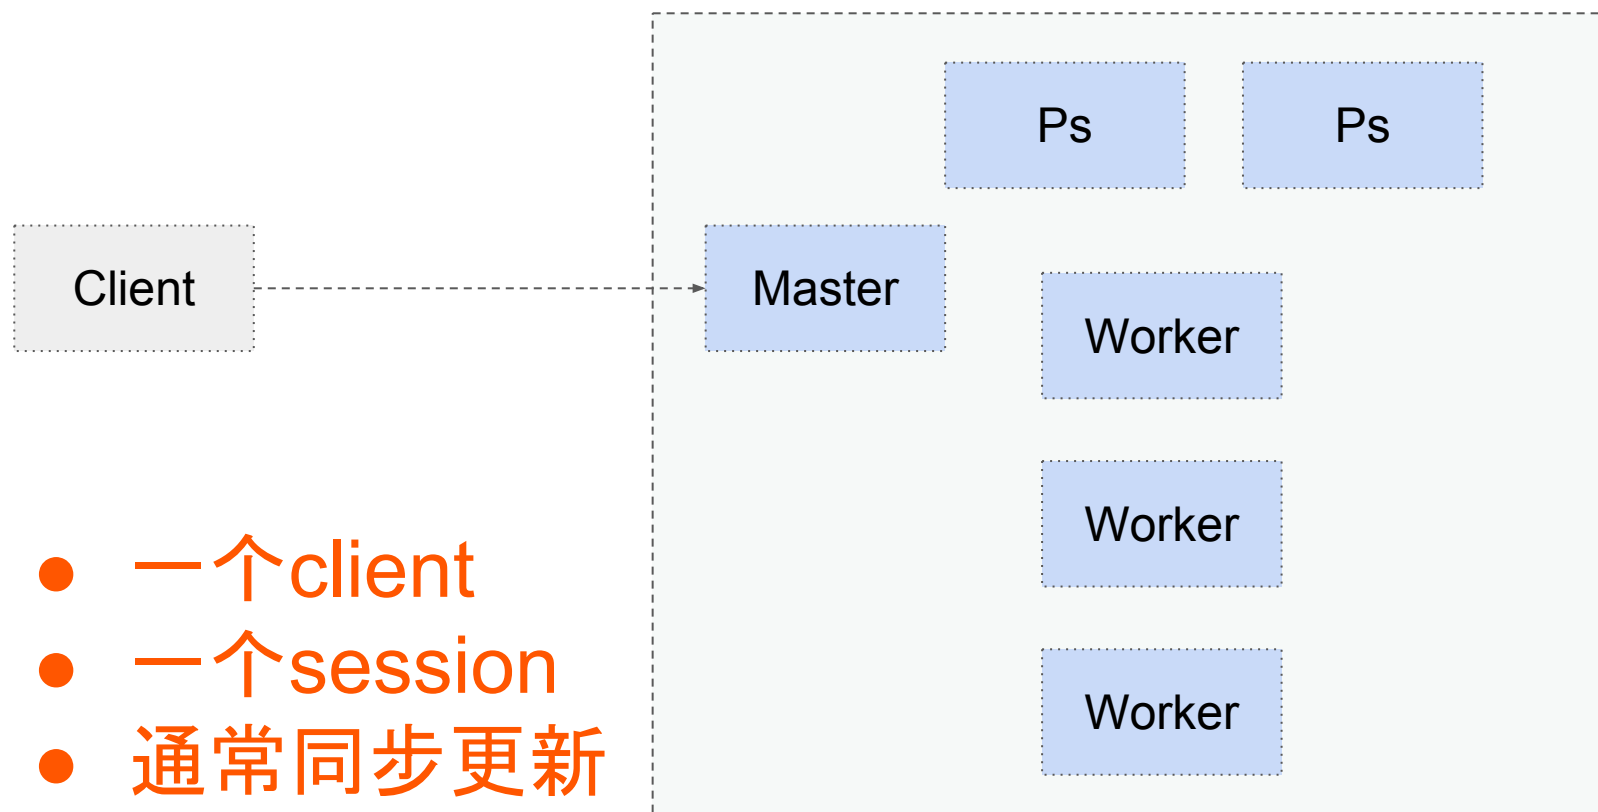 Ps
Ps
Client
Master
Worker
Worker
Worker
● 一个client
● 一个session
● 通常同步更新